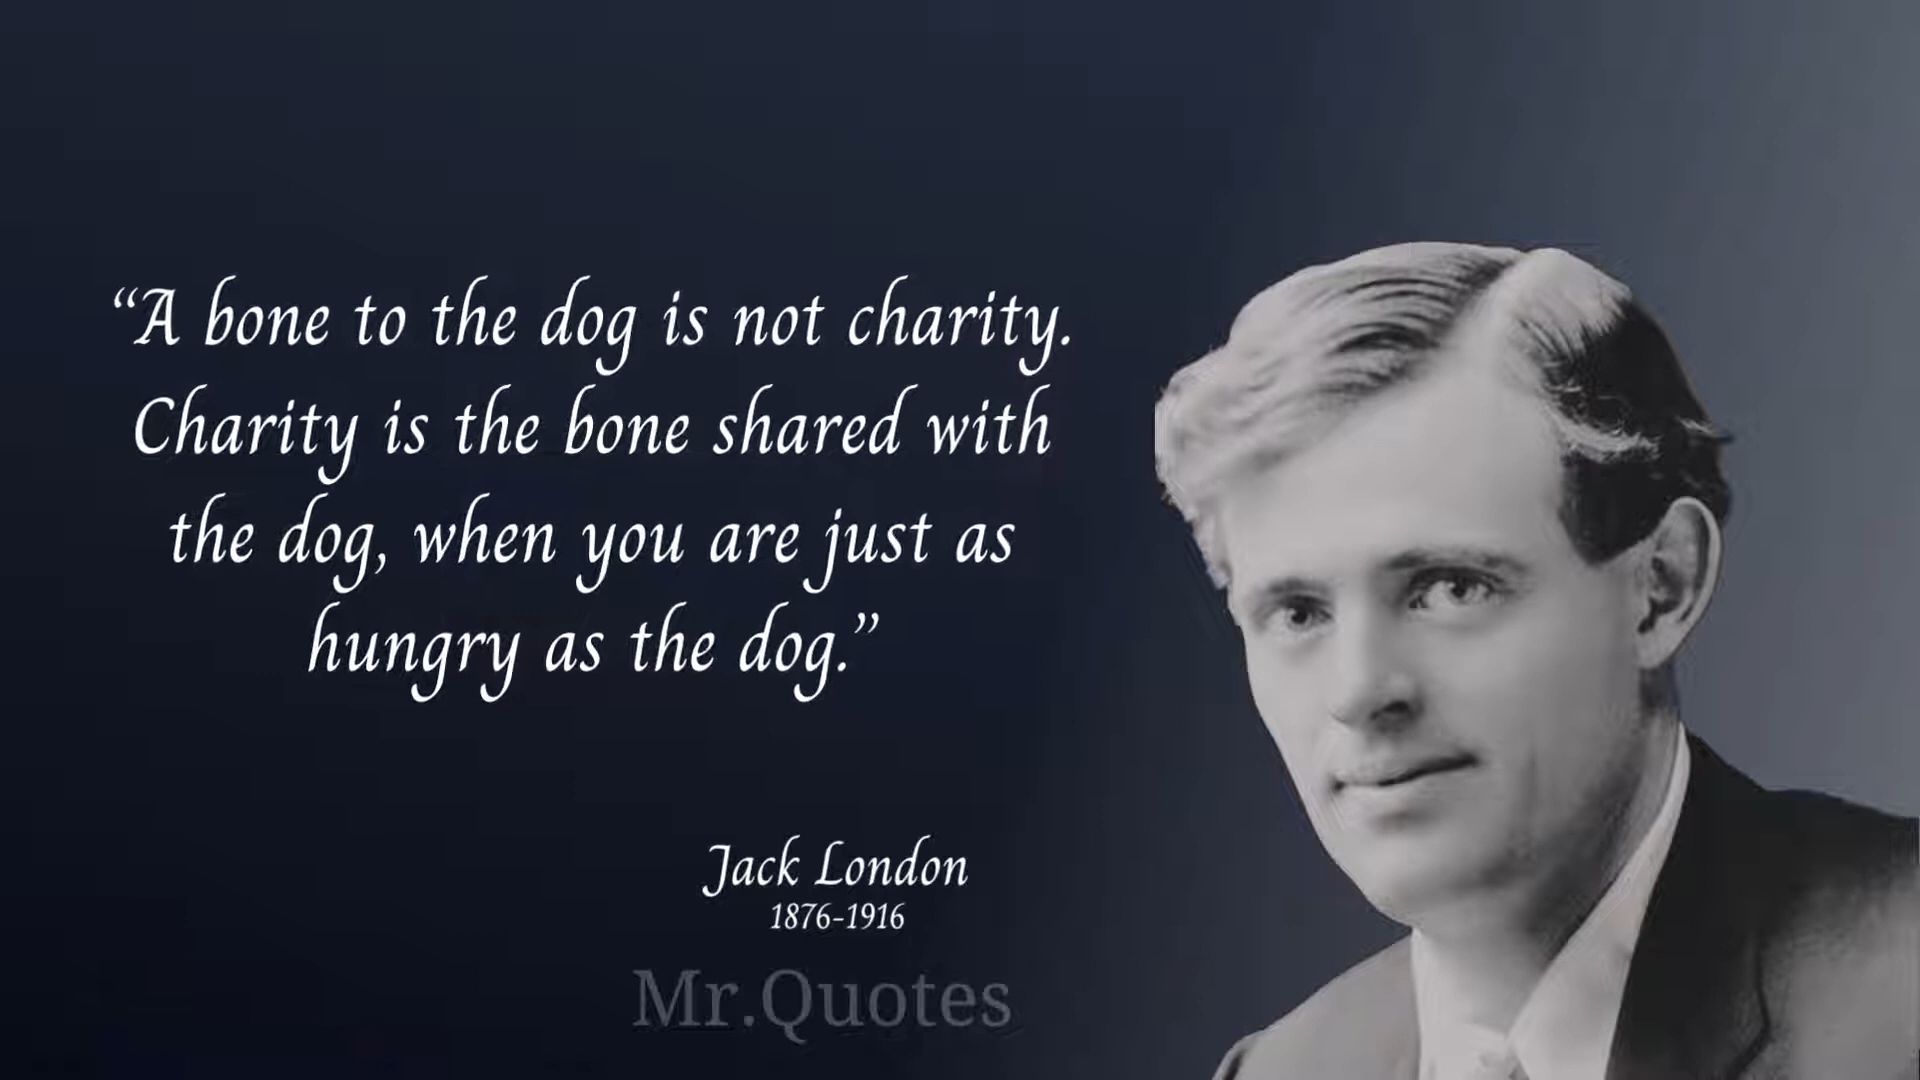 “A bone to the dog is not charity.
Charity is the bone shared with
the dog, when you are just as
hungry as the dog.”
Jack London
1876-1916
Mr.Quotes